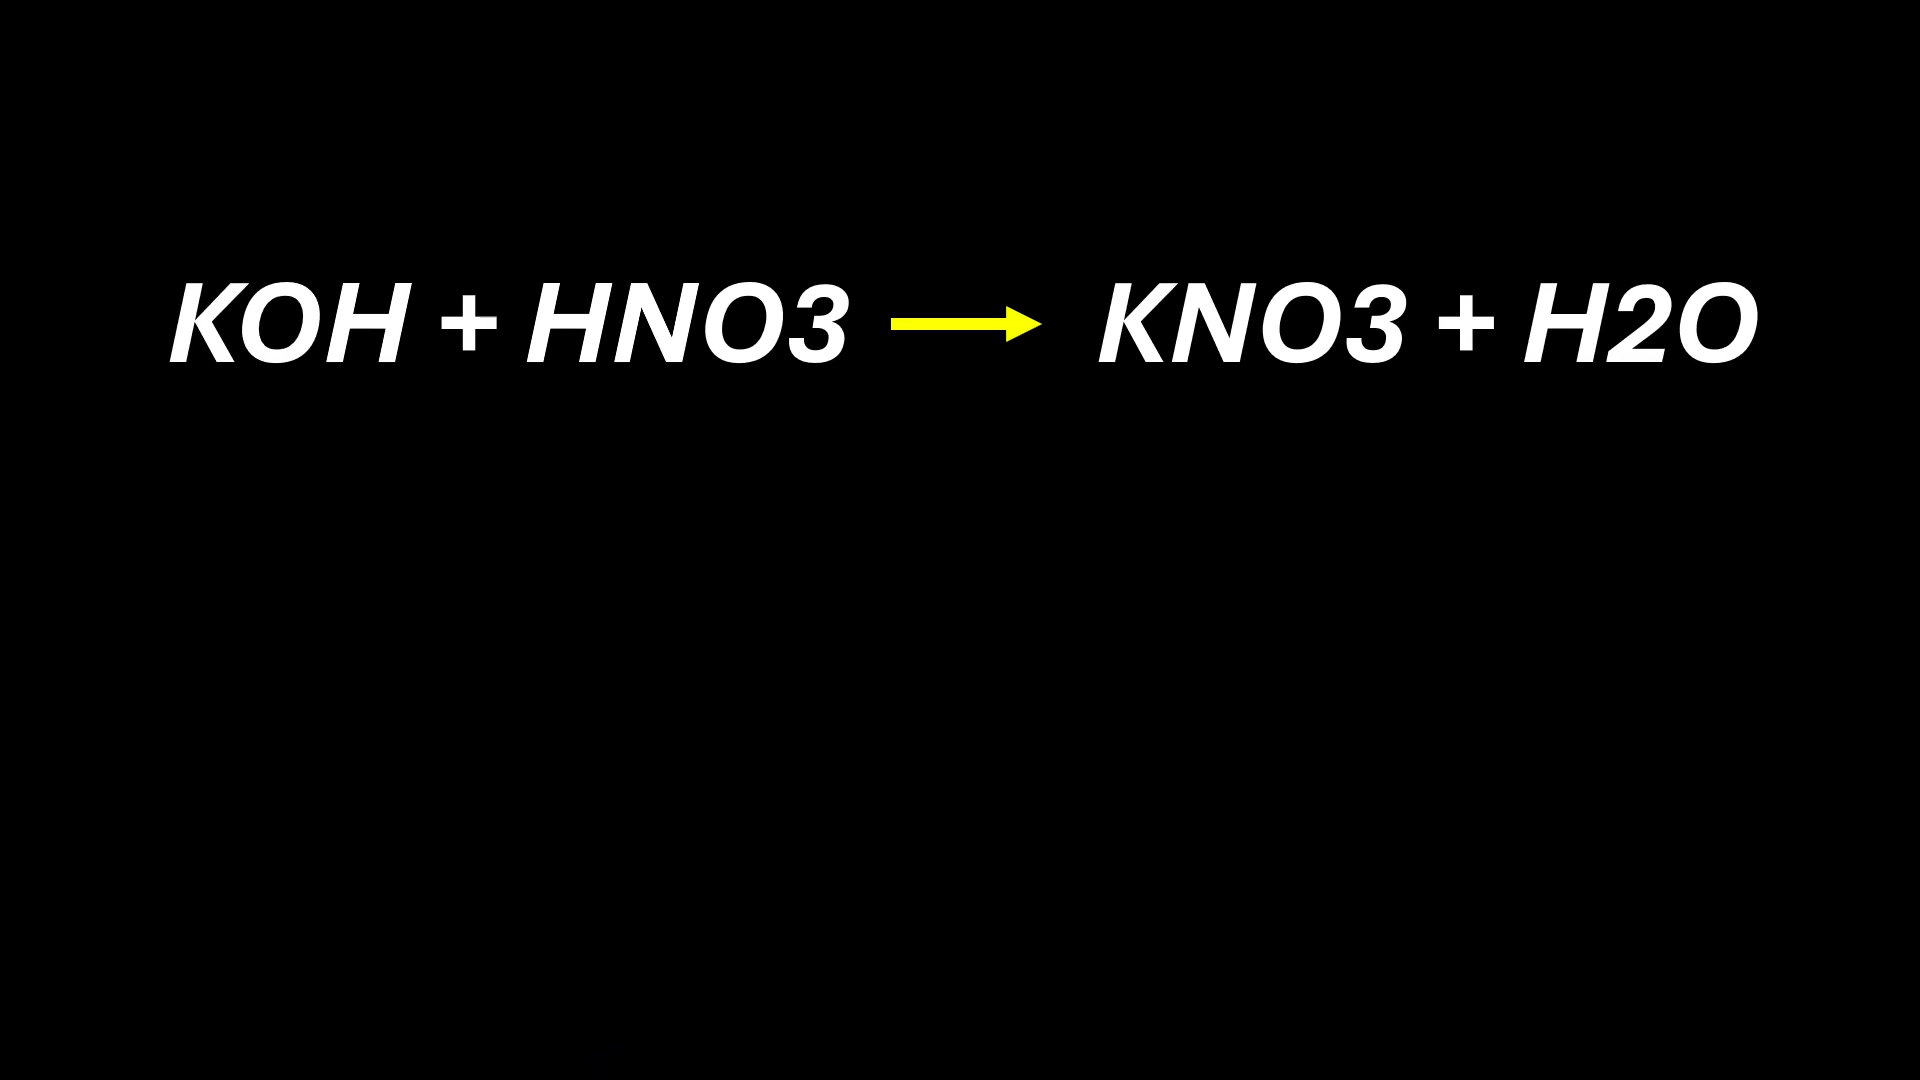 KOH + HNO3 → KNO3 + H2O